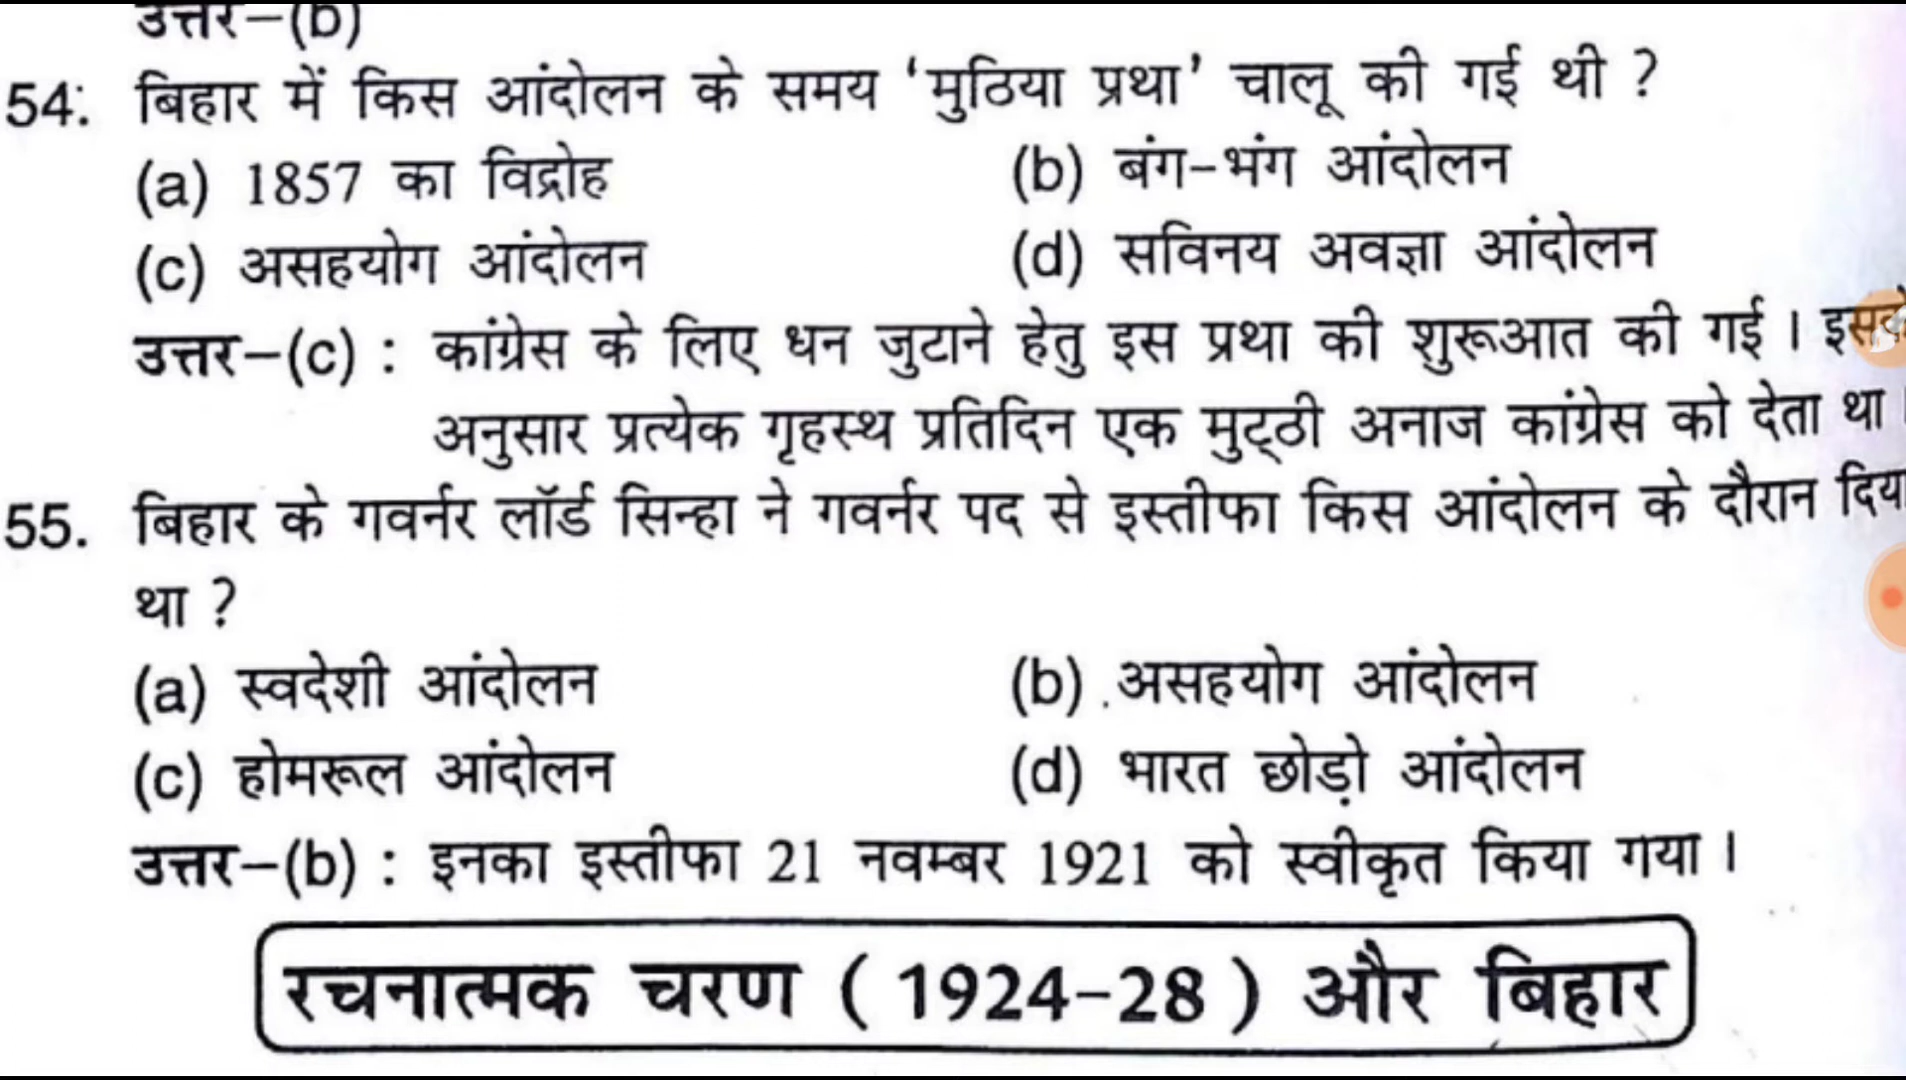 उत्तर–(b)
54. बिहार में किस आंदोलन के समय ‘मुठिया प्रथा’ चालू की गई थी ?
(a) 1857 का विद्रोह (b) बंग-भंग आंदोलन
(c) असहयोग आंदोलन (d) सविनय अवज्ञा आंदोलन
उत्तर–(c) : कांग्रेस के लिए धन जुटाने हेतु इस प्रथा की शुरूआत की गई ।
अनुसार प्रत्येक गृहस्थ प्रतिदिन एक मुट्ठी अनाज कांग्रेस को देता था ।
55. बिहार के गवर्नर लॉर्ड सिन्हा ने गवर्नर पद से इस्तीफा किस आंदोलन के दौरान दिया
था ?
(a) स्वदेशी आंदोलन (b) असहयोग आंदोलन
(c) होमरूल आंदोलन (d) भारत छोड़ो आंदोलन
उत्तर–(b) : इनका इस्तीफा 21 नवम्बर 1921 को स्वीकृत किया गया ।
रचनात्मक चरण ( 1924-28 ) और बिहार